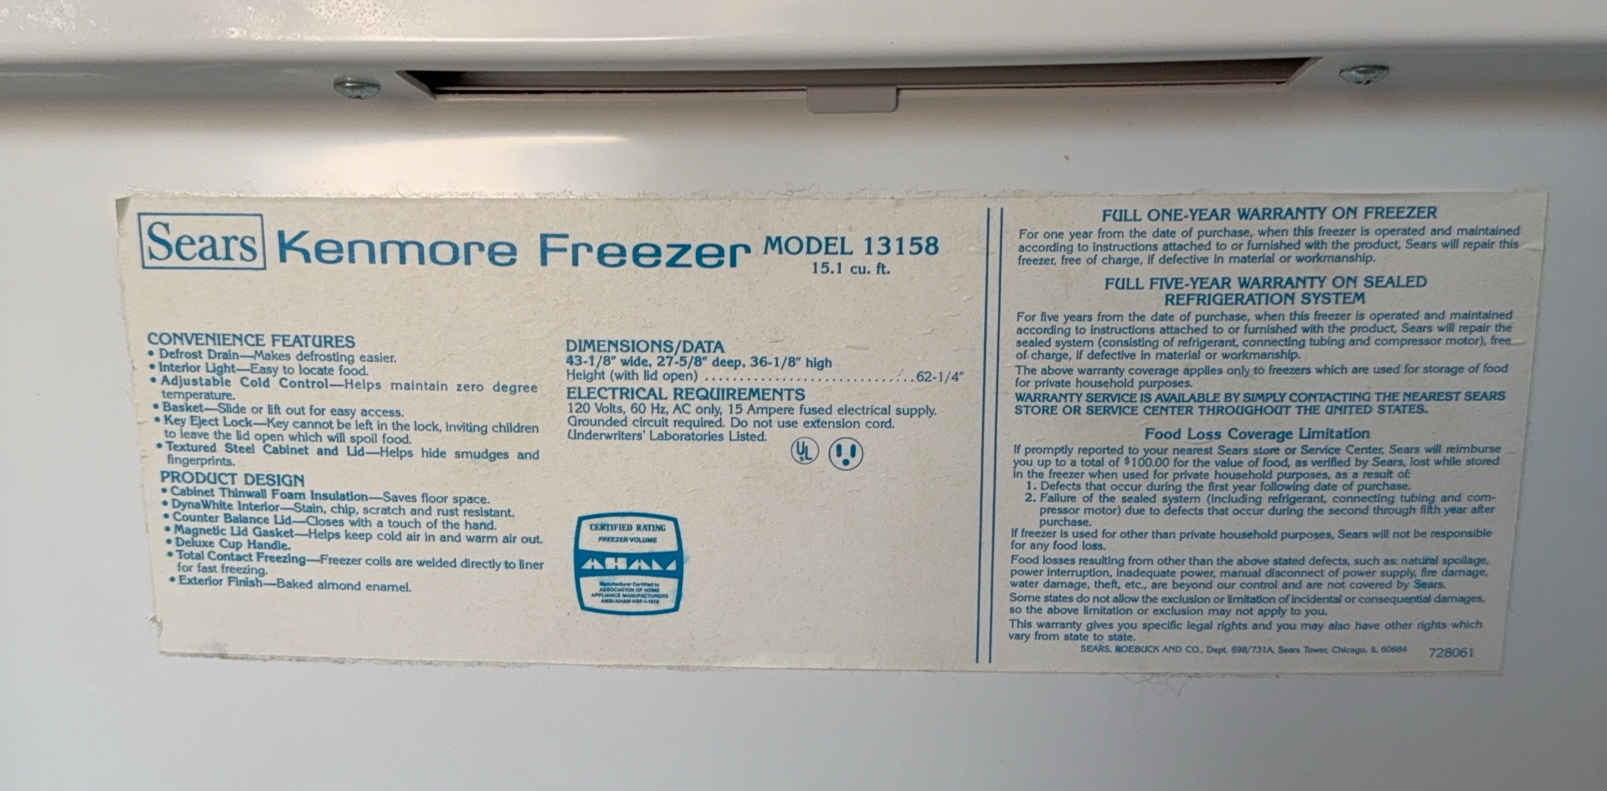 Sears Kenmore Freezer MODEL 13158
15.1 cu. ft.
CONVENIENCE FEATURES
• Defrost Drain—Makes defrosting easier.
• Interior Light—Easy to locate food.
• Adjustable Cold Control—Helps maintain zero degree
temperature.
• Basket—Slide or lift out for easy access.
• Key Eject Lock—Key cannot be left in the lock, inviting children
to leave the lid open which will spoil food.
• Textured Steel Cabinet and Lid—Helps hide smudges and
fingerprints.
PRODUCT DESIGN
• Cabinet Thinwall Foam Insulation—Saves floor space.
• DynaWhite Interior—Stain, chip, scratch and rust resistant.
• Counter Balance Lid—Closes with a touch of the hand.
• Magnetic Lid Gasket—Helps keep cold air in and warm air out.
• Deluxe Cup Handle.
• Total Contact Freezing—Freezer coils are welded directly to liner
for fast freezing.
• Exterior Finish—Baked almond enamel.
DIMENSIONS/DATA
43-1/8" wide, 27-5/8" deep, 36-1/8" high
Height (with lid open) ..............................62-1/4"
ELECTRICAL REQUIREMENTS
120 Volts, 60 Hz, AC only, 15 Ampere fused electrical supply.
Grounded circuit required. Do not use extension cord.
Underwriters' Laboratories Listed.
UL
CERTIFIED RATING
FREEZER VOLUME
AHAM
Manufacturer Certified to
ASSOCIATION OF HOME
APPLIANCE MANUFACTURERS
FULL ONE-YEAR WARRANTY ON FREEZER
For one year from the date of purchase, when this freezer is operated and maintained
according to instructions attached to or furnished with the product, Sears will repair this
freezer, free of charge, if defective in material or workmanship.
FULL FIVE-YEAR WARRANTY ON SEALED
REFRIGERATION SYSTEM
For five years from the date of purchase, when this freezer is operated and maintained
according to instructions attached to or furnished with the product, Sears will repair the
sealed system (consisting of refrigerant, connecting tubing and compressor motor), free
of charge, if defective in material or workmanship.
The above warranty coverage applies only to freezers which are used for storage of food
for private household purposes.
WARRANTY SERVICE IS AVAILABLE BY SIMPLY CONTACTING THE NEAREST SEARS
STORE OR SERVICE CENTER THROUGHOUT THE UNITED STATES.
Food Loss Coverage Limitation
If promptly reported to your nearest Sears store or Service Center, Sears will reimburse
you up to a total of $100.00 for the value of food, as verified by Sears, lost while stored
in the freezer when used for private household purposes, as a result of:
1. Defects that occur during the first year following date of purchase.
2. Failure of the sealed system (including refrigerant, connecting tubing and com-
pressor motor) due to defects that occur during the second through fifth year after
purchase.
If freezer is used for other than private household purposes, Sears will not be responsible
for any food loss.
Food losses resulting from other than the above stated defects, such as: natural spoilage,
power interruption, inadequate power, manual disconnect of power supply, fire damage,
water damage, theft, etc., are beyond our control and are not covered by Sears.
Some states do not allow the exclusion or limitation of incidental or consequential damages,
so the above limitation or exclusion may not apply to you.
This warranty gives you specific legal rights and you may also have other rights which
vary from state to state.
SEARS, ROEBUCK AND CO., Dept. 698/731A, Sears Tower, Chicago, IL 60684 728061